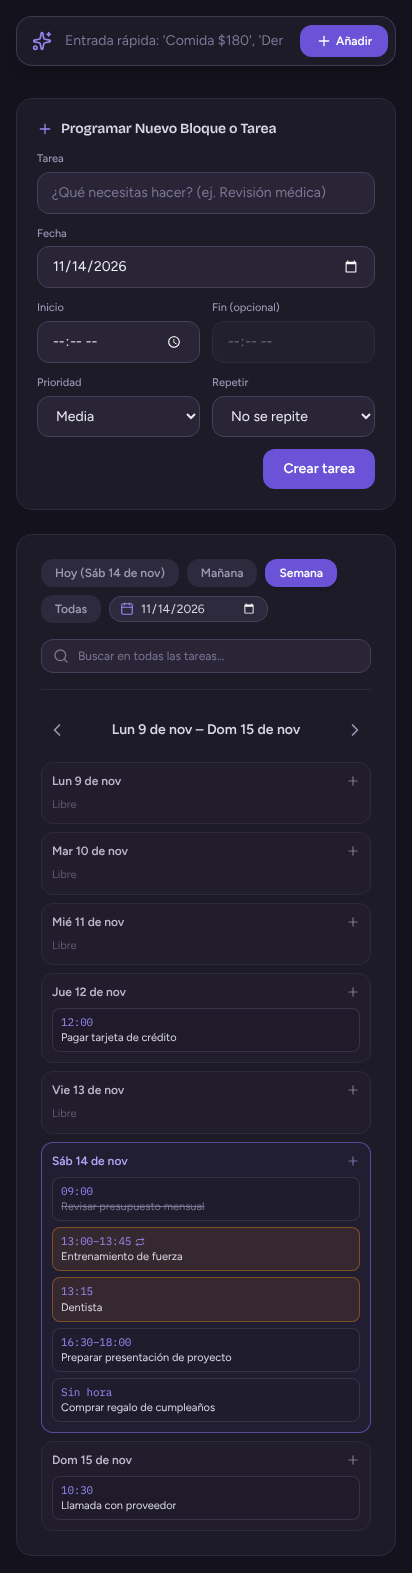 Entrada rápida: 'Comida $180', 'Der
Añadir
Programar Nuevo Bloque o Tarea
Tarea
¿Qué necesitas hacer? (ej. Revisión médica)
Fecha
11/14/2026
Inicio Fin (opcional)
--:-- -- --:-- --
Prioridad Repetir
Media No se repite
Crear tarea
Hoy (Sáb 14 de nov) Mañana Semana
Todas 11/14/2026
Buscar en todas las tareas...
Lun 9 de nov – Dom 15 de nov
Lun 9 de nov
Libre
Mar 10 de nov
Libre
Mié 11 de nov
Libre
Jue 12 de nov
12:00
Pagar tarjeta de crédito
Vie 13 de nov
Libre
Sáb 14 de nov
09:00
Revisar presupuesto mensual
13:00–13:45
Entrenamiento de fuerza
13:15
Dentista
16:30–18:00
Preparar presentación de proyecto
Sin hora
Comprar regalo de cumpleaños
Dom 15 de nov
10:30
Llamada con proveedor